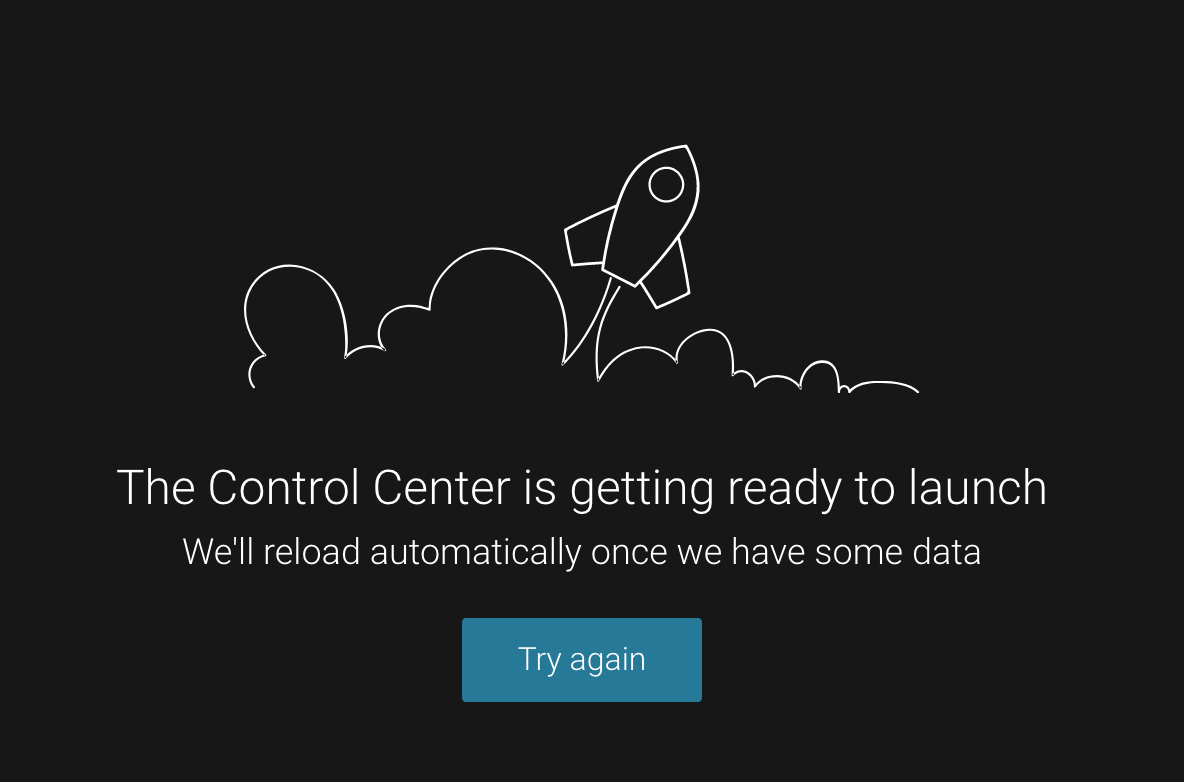 The Control Center is getting ready to launch
We'll reload automatically once we have some data
Try again